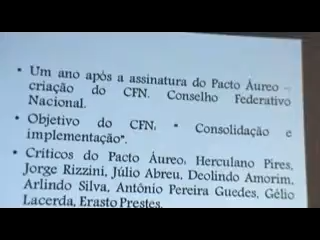 • Um ano após a assinatura do Pacto Áureo –
criação do CFN. Conselho Federativo
Nacional.
• Objetivo do CFN: " Consolidação e
implementação".
• Críticos do Pacto Áureo: Herculano Pires,
Jorge Rizzini, Júlio Abreu, Deolindo Amorim,
Arlindo Silva, Antônio Pereira Guedes, Gélio
Lacerda, Erasto Prestes.